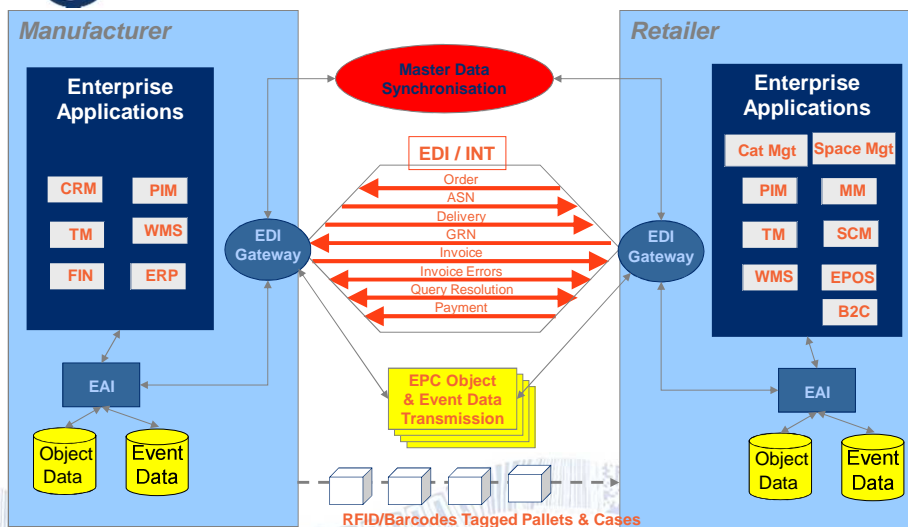 Manufacturer
Enterprise
Applications
CRM
PIM
TM
WMS
FIN
ERP
EDI
Gateway
EAI
Object
Data
Event
Data
Master Data
Synchronisation
EDI / INT
Order
ASN
Delivery
GRN
Invoice
Invoice Errors
Query Resolution
Payment
EPC Object
& Event Data
Transmission
RFID/Barcodes Tagged Pallets & Cases
Retailer
Enterprise
Applications
Cat Mgt
Space Mgt
PIM
MM
TM
SCM
WMS
EPOS
B2C
EDI
Gateway
EAI
Object
Data
Event
Data